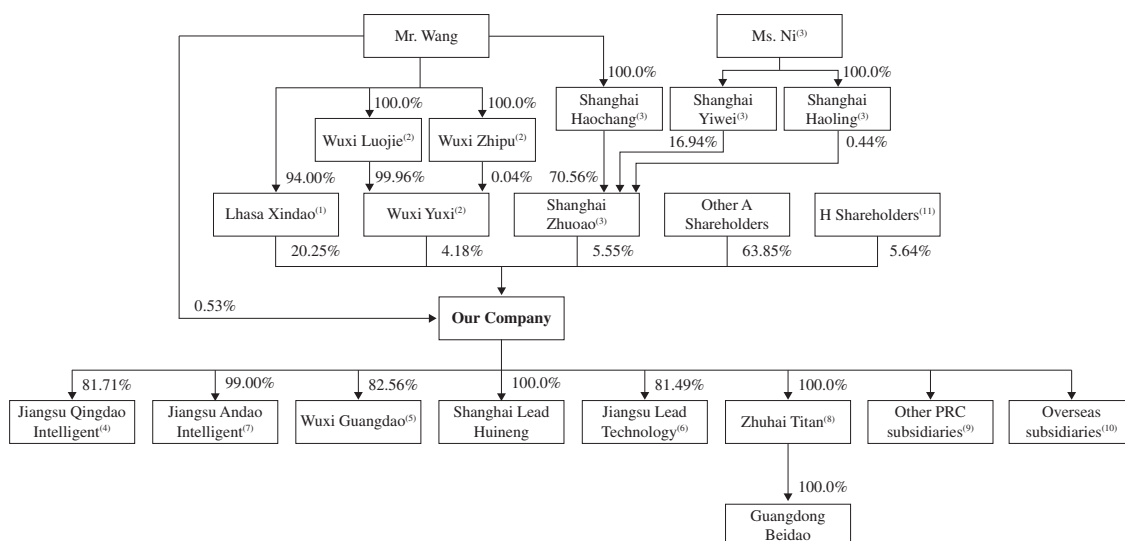 Mr. Wang
Ms. Ni(3)
100.0%
100.0%
100.0%
100.0%
Shanghai
Haochang(3)
Shanghai
Yiwei(3)
Shanghai
Haoling(3)
Wuxi Luojie(2)
Wuxi Zhipu(2)
16.94%
0.44%
94.00%
99.96%
0.04%
70.56%
Lhasa Xindao(1)
Wuxi Yuxi(2)
Shanghai
Zhuoao(3)
Other A
Shareholders
H Shareholders(11)
20.25%
4.18%
5.55%
63.85%
5.64%
0.53%
Our Company
81.71%
99.00%
82.56%
100.0%
81.49%
100.0%
Jiangsu Qingdao
Intelligent(4)
Jiangsu Andao
Intelligent(7)
Wuxi Guangdao(5)
Shanghai Lead
Huineng
Jiangsu Lead
Technology(6)
Zhuhai Titan(8)
Other PRC
subsidiaries(9)
Overseas
subsidiaries(10)
100.0%
Guangdong
Beidao